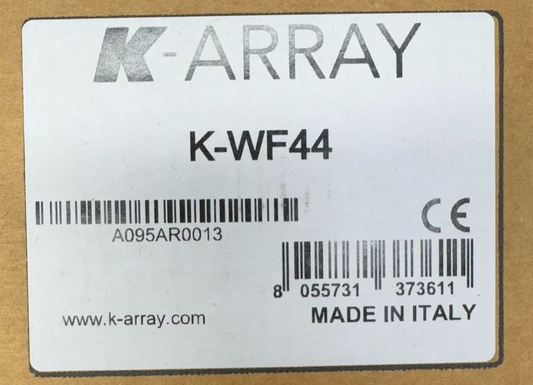 K-ARRAY
K-WF44
A095AR0013
CE
8 055731 373611
www.k-array.com
MADE IN ITALY